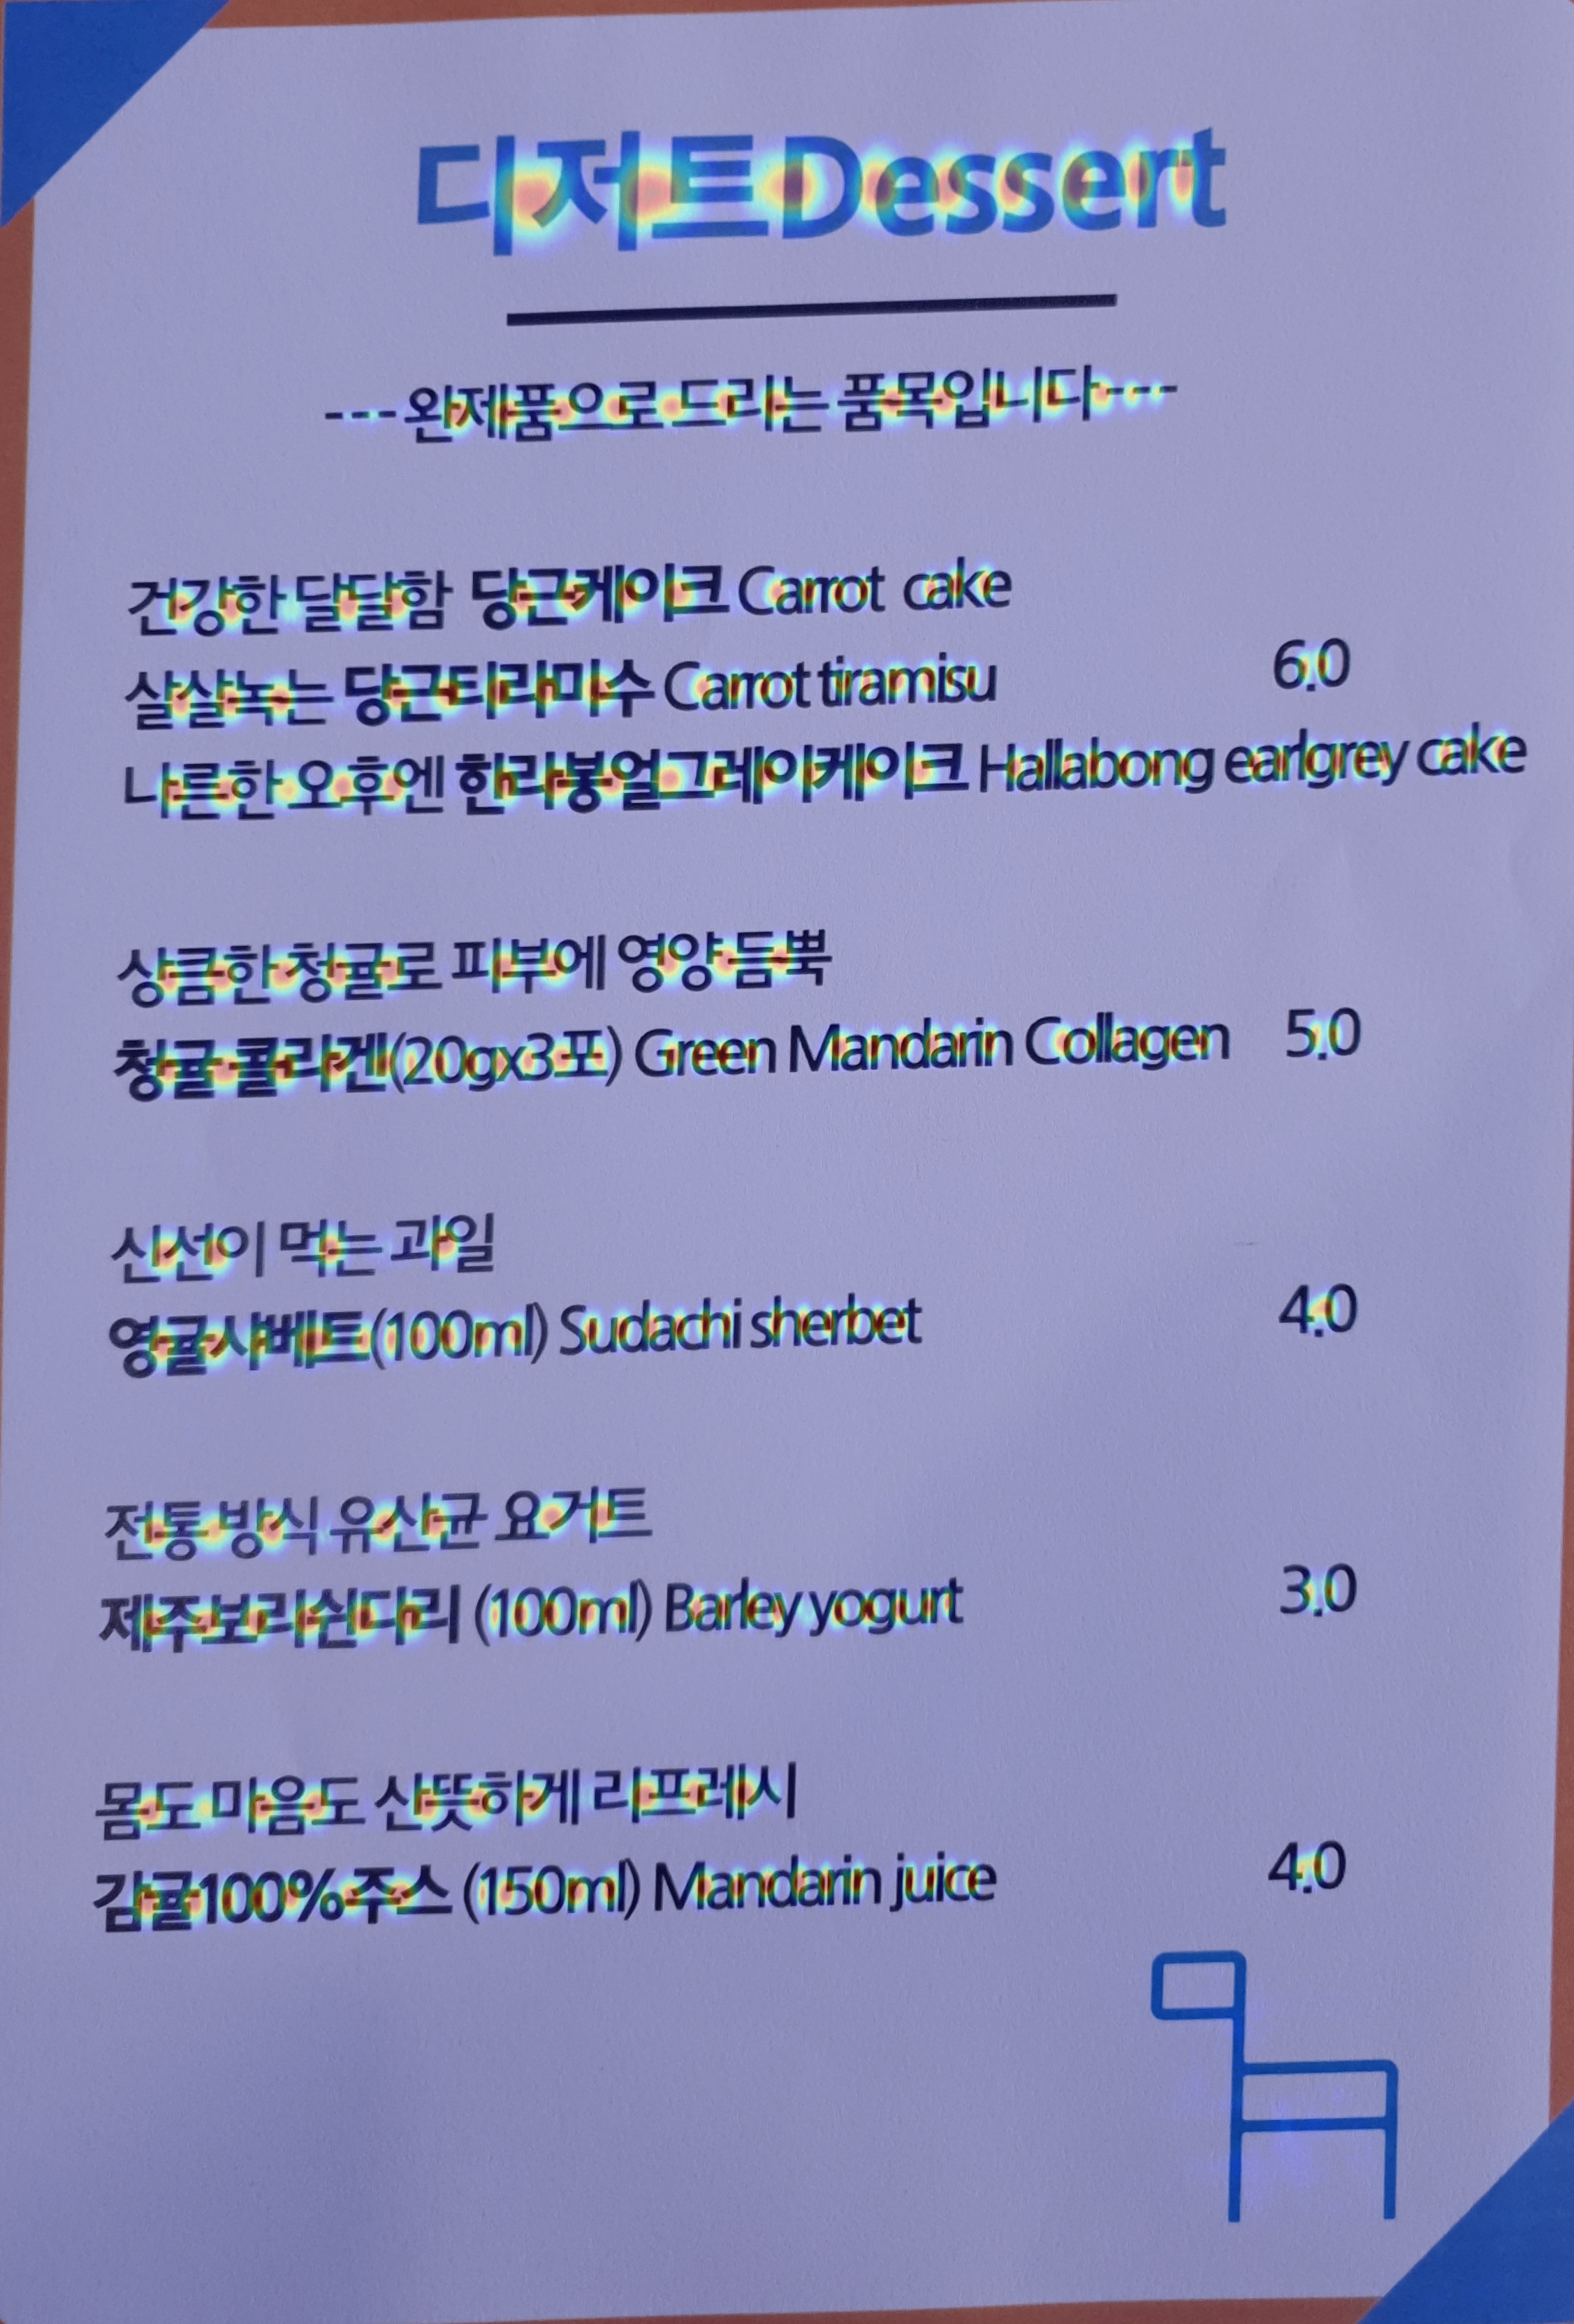 디저트Dessert
---완제품으로 드리는 품목입니다---
건강한 달달함 당근케이크 Carrot cake
살살녹는 당근티라미수 Carrot tiramisu 6.0
나른한 오후엔 한라봉얼그레이케이크 Hallabong earlgrey cake
상큼한 청귤로 피부에 영양 듬뿍
청귤 콜라겐(20gx3포) Green Mandarin Collagen 5.0
신선이 먹는 과일
영귤샤베트(100ml) Sudachi sherbet 4.0
전통 방식 유산균 요거트
제주보리쉰다리 (100ml) Barley yogurt 3.0
몸도 마음도 산뜻하게 리프레시
감귤100%주스 (150ml) Mandarin juice 4.0